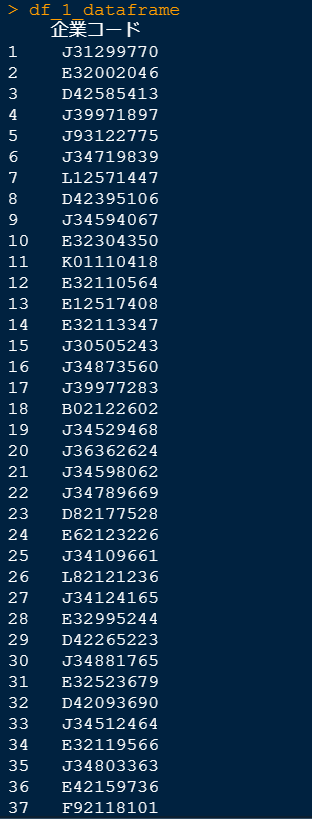 > df_1_dataframe
企業コード
1 J31299770
2 E32002046
3 D42585413
4 J39971897
5 J93122775
6 J34719839
7 L12571447
8 D42395106
9 J34594067
10 E32304350
11 K01110418
12 E32110564
13 E12517408
14 E32113347
15 J30505243
16 J34873560
17 J39977283
18 B02122602
19 J34529468
20 J36362624
21 J34598062
22 J34789669
23 D82177528
24 E62123226
25 J34109661
26 L82121236
27 J34124165
28 E32995244
29 D42265223
30 J34881765
31 E32523679
32 D42093690
33 J34512464
34 E32119566
35 J34803363
36 E42159736
37 F92118101